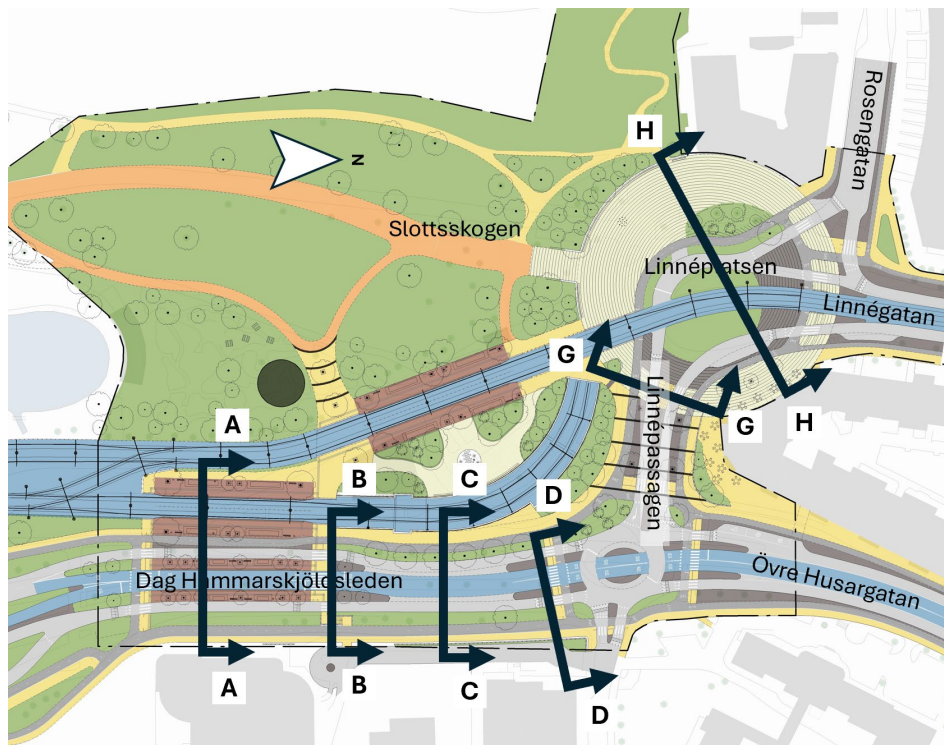 H
Rosengatan
N
Slottsskogen
Linnéplatsen
Linnégatan
G
G
H
Linnépassagen
A
B
C
D
Dag Hammarskjöldsleden
Övre Husargatan
A
B
C
D